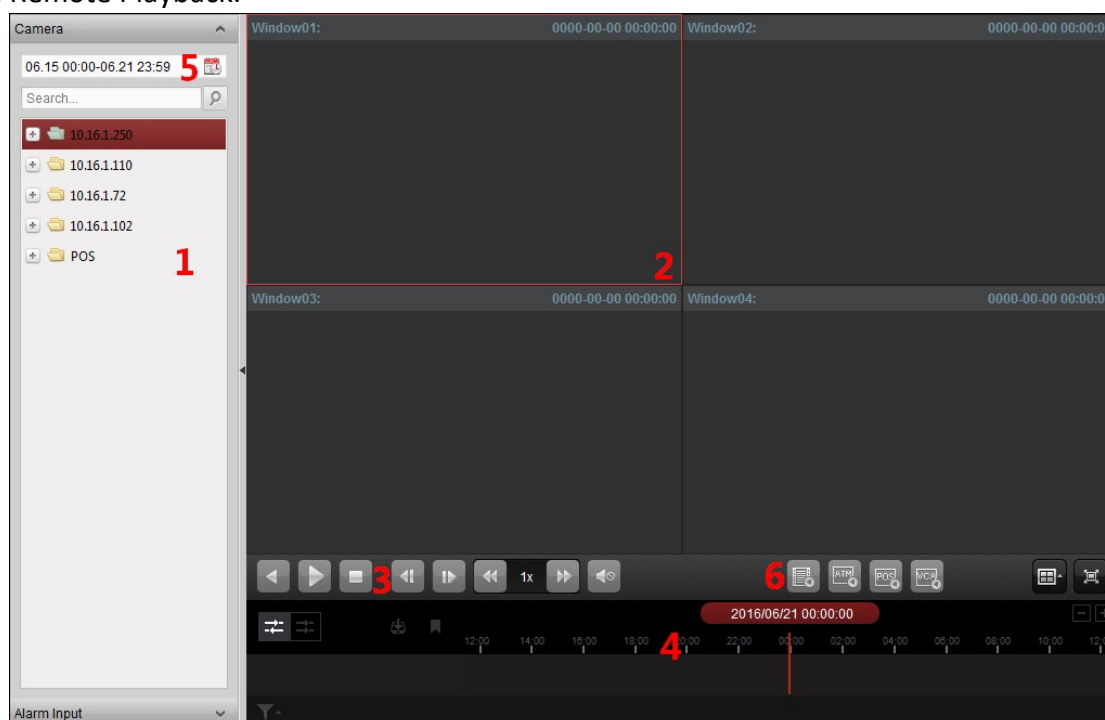 Remote Playback.
Camera
Window01: 0000-00-00 00:00:00 Window02: 0000-00-00 00:00:0
06.15 00:00-06.21 23:59 5
Search...
10.16.1.250
10.16.1.110
10.16.1.72
10.16.1.102
POS 1
2
Window03: 0000-00-00 00:00:00 Window04: 0000-00-00 00:00:0
3 1x 6 ATM POS VCA
2016/06/21 00:00:00
12:00 14:00 16:00 18:00 4 20:00 22:00 00:00 02:00 04:00 06:00 08:00 10:00 12:
Alarm Input